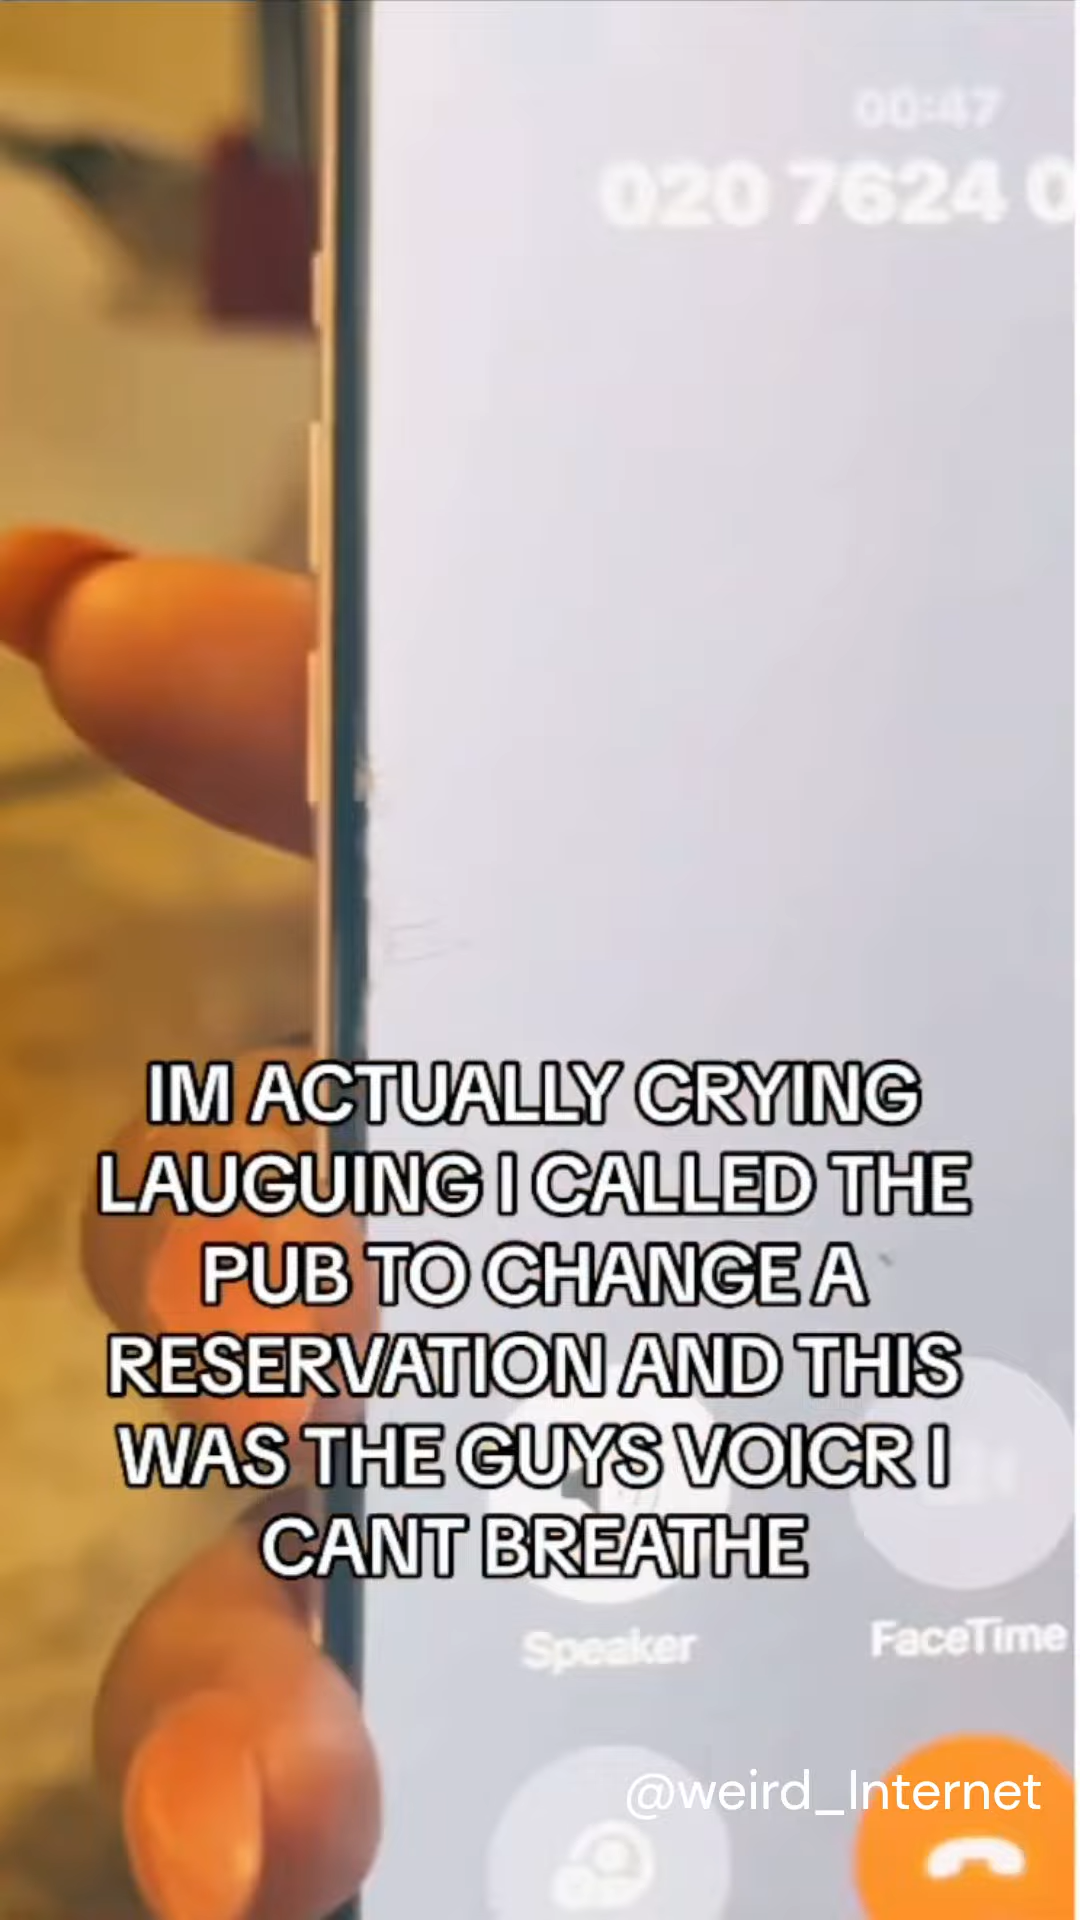 00:47
020 7624 0
IM ACTUALLY CRYING
LAUGUING I CALLED THE
PUB TO CHANGE A
RESERVATION AND THIS
WAS THE GUYS VOICR I
CANT BREATHE
Speaker
FaceTime
@weird_Internet